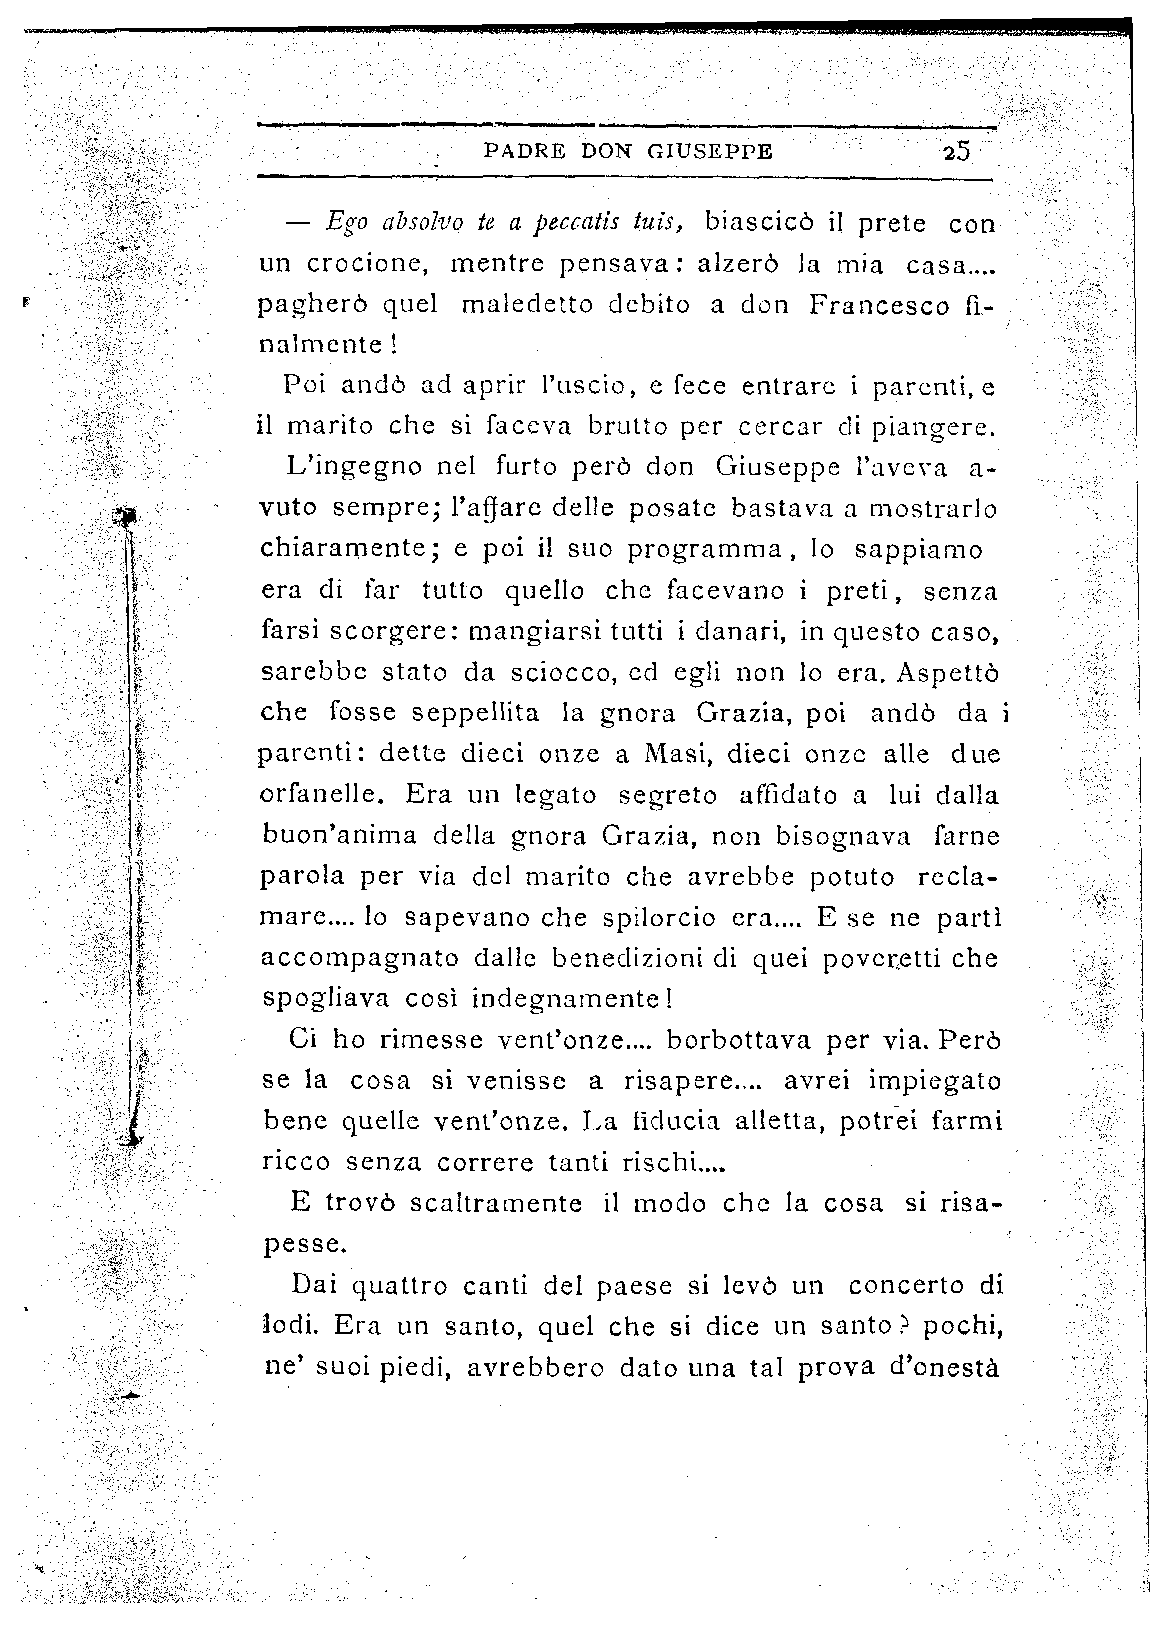 PADRE DON GIUSEPPE 25
— Ego absolvo te a peccatis tuis, biascicò il prete con
un crocione, mentre pensava: alzerò la mia casa....
pagherò quel maledetto debito a don Francesco fi-
nalmente!
Poi andò ad aprir l'uscio, e fece entrare i parenti, e
il marito che si faceva brutto per cercar di piangere.
L'ingegno nel furto però don Giuseppe l'aveva a-
vuto sempre; l'affare delle posate bastava a mostrarlo
chiaramente; e poi il suo programma, lo sappiamo
era di far tutto quello che facevano i preti, senza
farsi scorgere: mangiarsi tutti i danari, in questo caso,
sarebbe stato da sciocco, ed egli non lo era. Aspettò
che fosse seppellita la gnora Grazia, poi andò da i
parenti: dette dieci onze a Masi, dieci onze alle due
orfanelle. Era un legato segreto affidato a lui dalla
buon'anima della gnora Grazia, non bisognava farne
parola per via del marito che avrebbe potuto recla-
mare.... lo sapevano che spilorcio era.... E se ne partì
accompagnato dalle benedizioni di quei poveretti che
spogliava così indegnamente!
Ci ho rimesse vent'onze.... borbottava per via. Però
se la cosa si venisse a risapere.... avrei impiegato
bene quelle vent'onze. La fiducia alletta, potrei farmi
ricco senza correre tanti rischi....
E trovò scaltramente il modo che la cosa si risa-
pesse.
Dai quattro canti del paese si levò un concerto di
lodi. Era un santo, quel che si dice un santo? pochi,
ne' suoi piedi, avrebbero dato una tal prova d'onestà